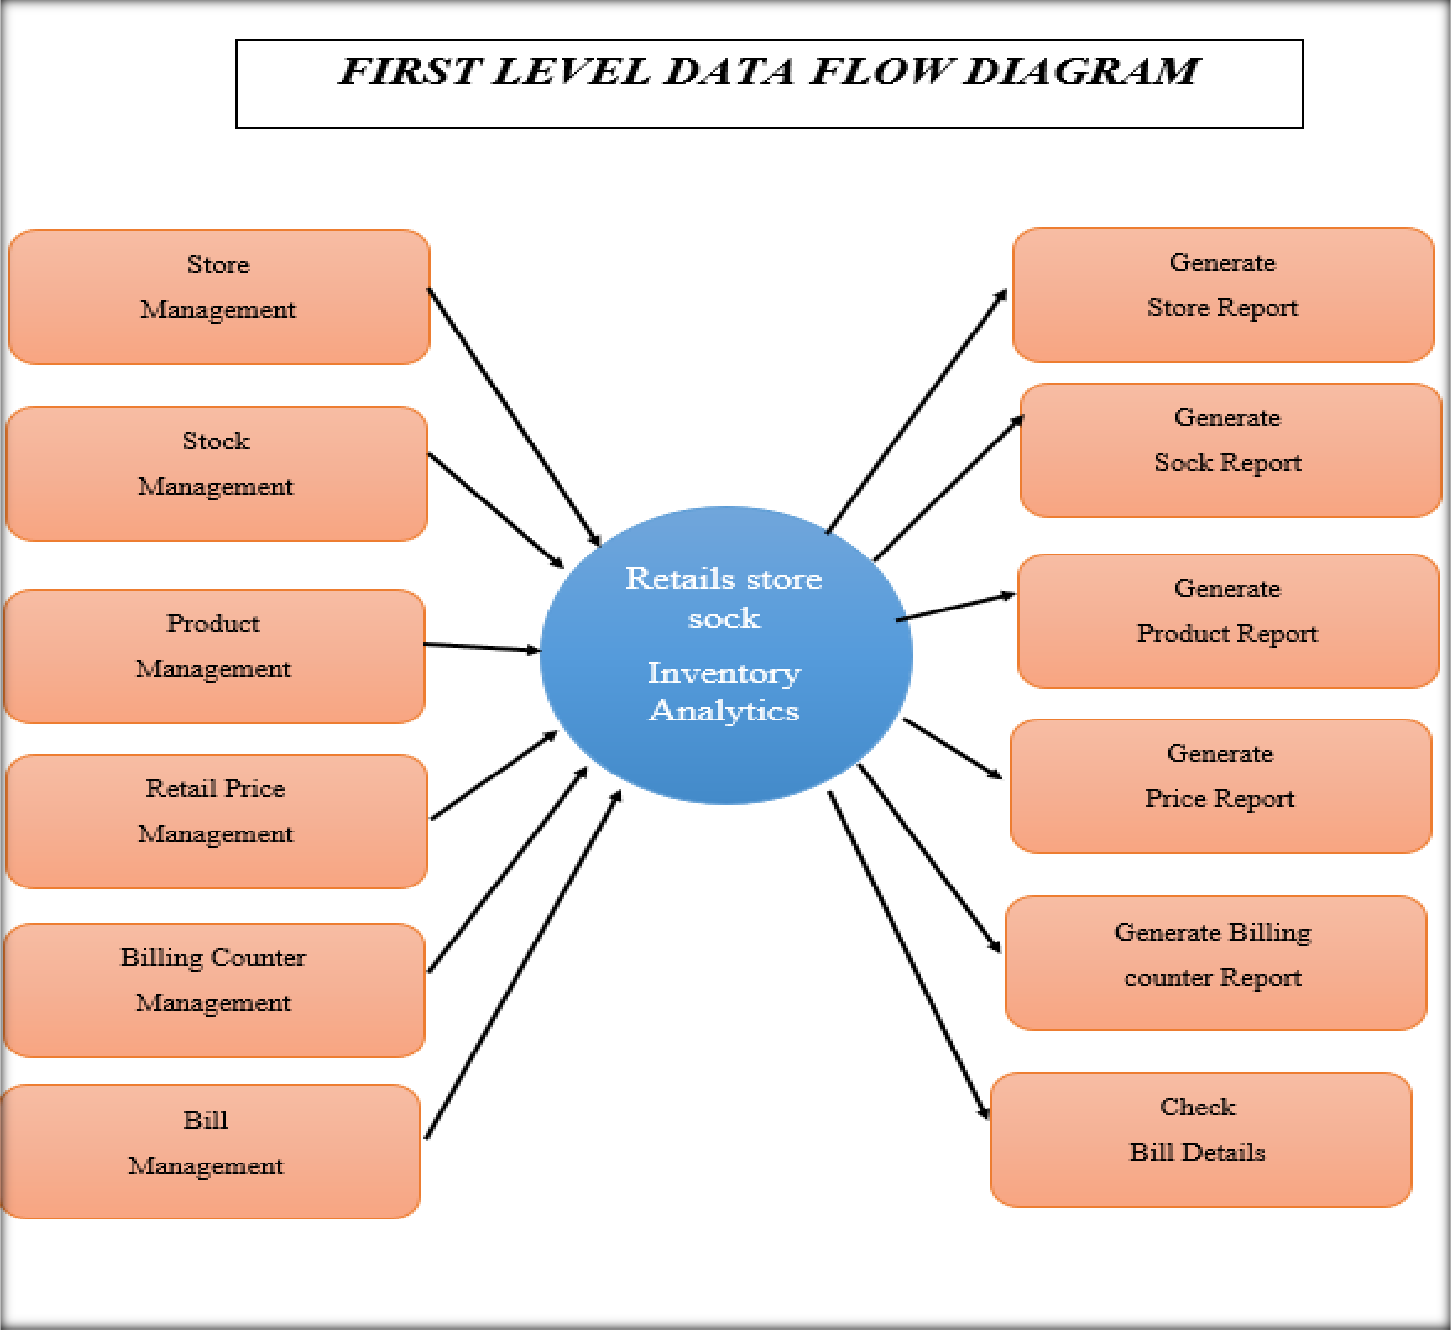 FIRST LEVEL DATA FLOW DIAGRAM
Store
Management
Stock
Management
Product
Management
Retail Price
Management
Billing Counter
Management
Bill
Management
Retails store
sock
Inventory
Analytics
Generate
Store Report
Generate
Sock Report
Generate
Product Report
Generate
Price Report
Generate Billing
counter Report
Check
Bill Details